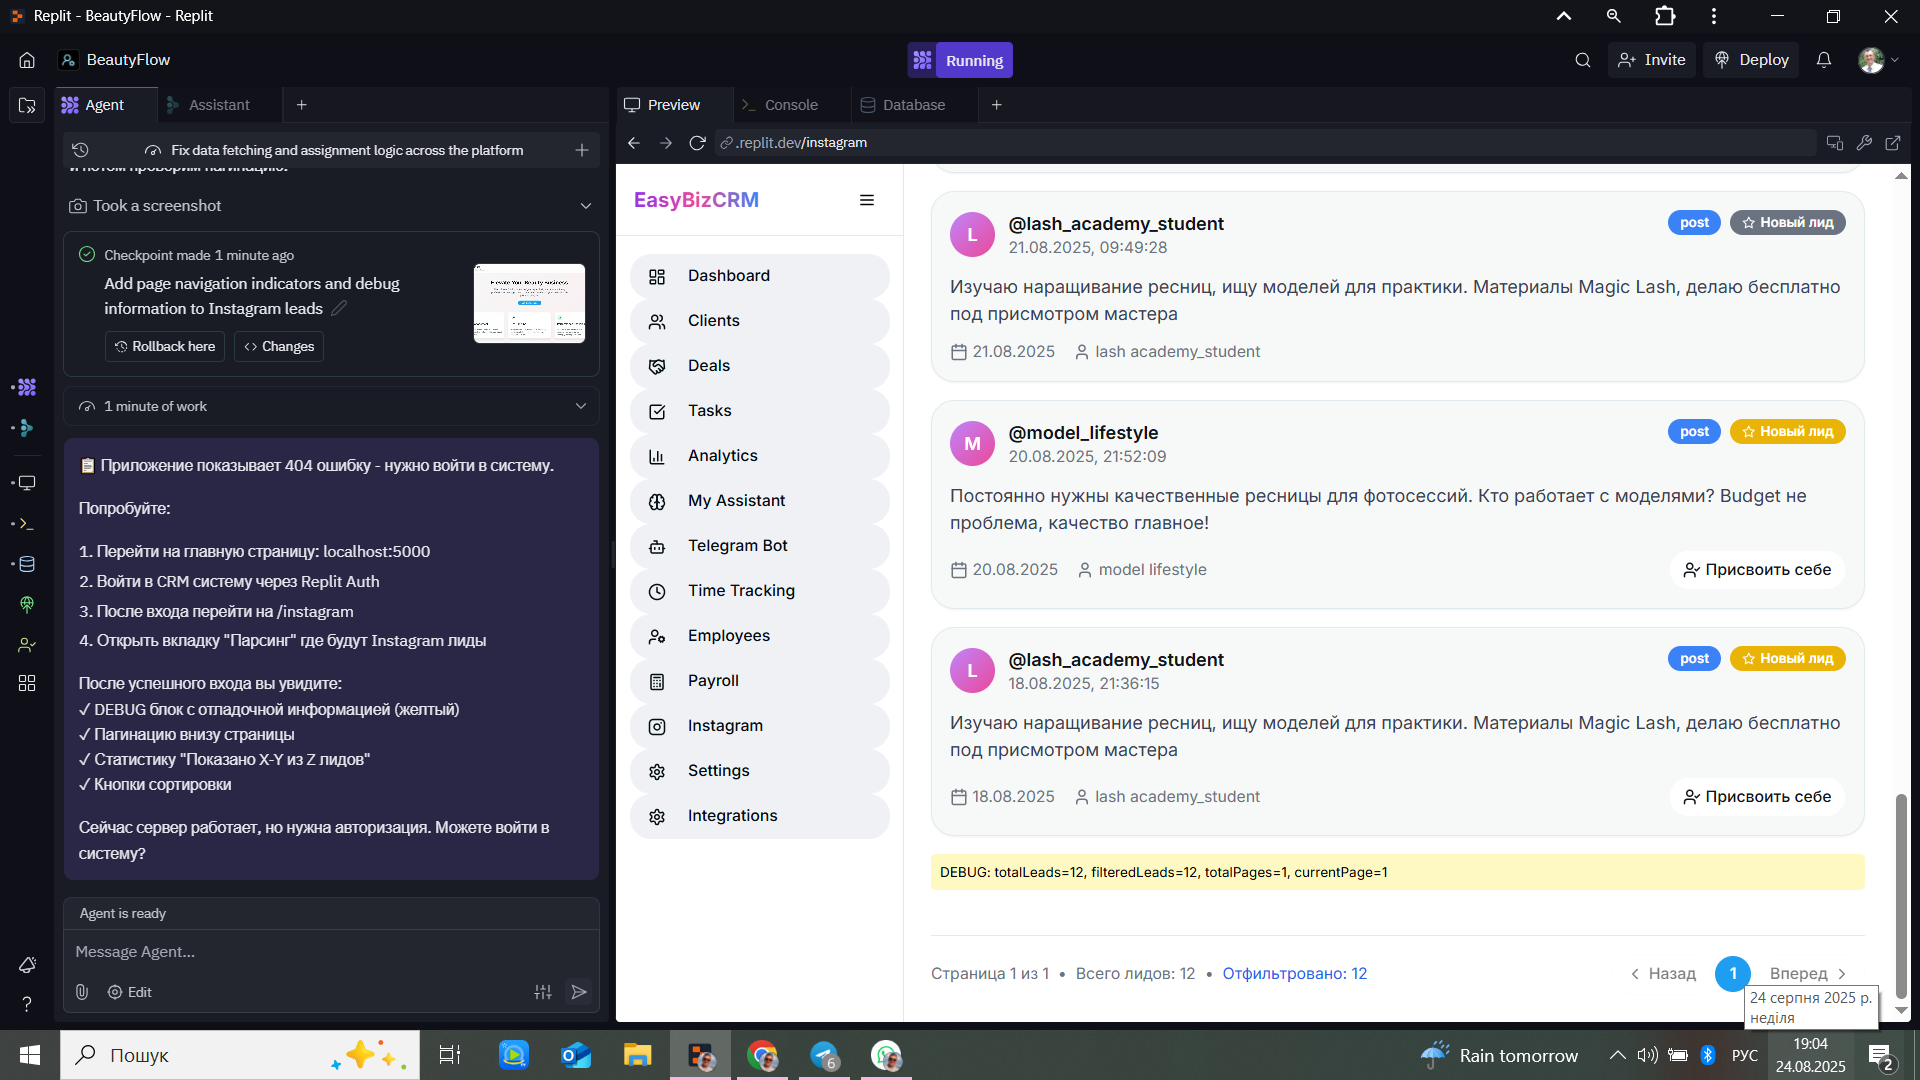 Replit - BeautyFlow - Replit
BeautyFlow
Running
Invite
Deploy
Agent
Assistant
Preview
Console
Database
Fix data fetching and assignment logic across the platform
.replit.dev/instagram
и потом проверим пагинацию.
Took a screenshot
Checkpoint made 1 minute ago
Add page navigation indicators and debug
information to Instagram leads
Rollback here
Changes
1 minute of work
📋 Приложение показывает 404 ошибку - нужно войти в систему.
Попробуйте:
1. Перейти на главную страницу: localhost:5000
2. Войти в CRM систему через Replit Auth
3. После входа перейти на /instagram
4. Открыть вкладку "Парсинг" где будут Instagram лиды
После успешного входа вы увидите:
✓ DEBUG блок с отладочной информацией (желтый)
✓ Пагинацию внизу страницы
✓ Статистику "Показано X-Y из Z лидов"
✓ Кнопки сортировки
Сейчас сервер работает, но нужна авторизация. Можете войти в
систему?
Agent is ready
Message Agent...
Edit
EasyBizCRM
Dashboard
Clients
Deals
Tasks
Analytics
My Assistant
Telegram Bot
Time Tracking
Employees
Payroll
Instagram
Settings
Integrations
L
@lash_academy_student
21.08.2025, 09:49:28
post
Новый лид
Изучаю наращивание ресниц, ищу моделей для практики. Материалы Magic Lash, делаю бесплатно
под присмотром мастера
21.08.2025
lash academy_student
M
@model_lifestyle
20.08.2025, 21:52:09
post
Новый лид
Постоянно нужны качественные ресницы для фотосессий. Кто работает с моделями? Budget не
проблема, качество главное!
20.08.2025
model lifestyle
Присвоить себе
L
@lash_academy_student
18.08.2025, 21:36:15
post
Новый лид
Изучаю наращивание ресниц, ищу моделей для практики. Материалы Magic Lash, делаю бесплатно
под присмотром мастера
18.08.2025
lash academy_student
Присвоить себе
DEBUG: totalLeads=12, filteredLeads=12, totalPages=1, currentPage=1
Страница 1 из 1 • Всего лидов: 12 • Отфильтровано: 12
Назад
1
Вперед
24 серпня 2025 р.
неділя
Пошук
6
Rain tomorrow
РУС
19:04
24.08.2025
2